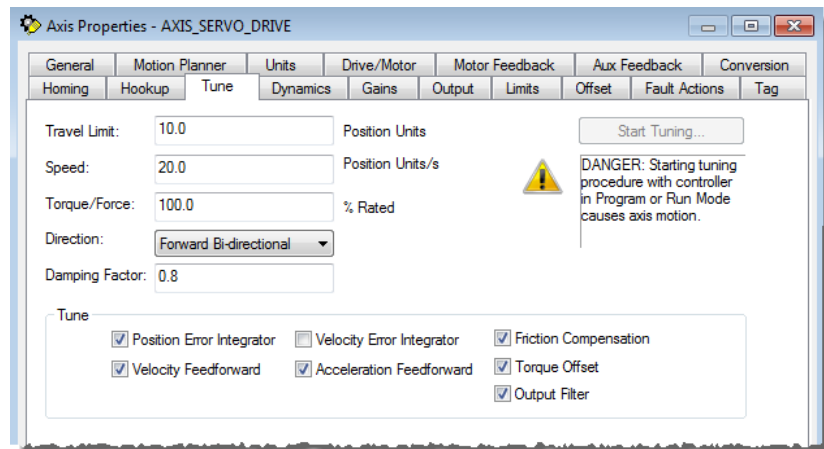 Axis Properties - AXIS_SERVO_DRIVE
General Motion Planner Units Drive/Motor Motor Feedback Aux Feedback Conversion
Homing Hookup Tune Dynamics Gains Output Limits Offset Fault Actions Tag
Travel Limit: 10.0 Position Units Start Tuning...
Speed: 20.0 Position Units/s
DANGER: Starting tuning
procedure with controller
in Program or Run Mode
causes axis motion.
Torque/Force: 100.0 % Rated
Direction: Forward Bi-directional
Damping Factor: 0.8
Tune
Position Error Integrator Velocity Error Integrator Friction Compensation
Velocity Feedforward Acceleration Feedforward Torque Offset
Output Filter